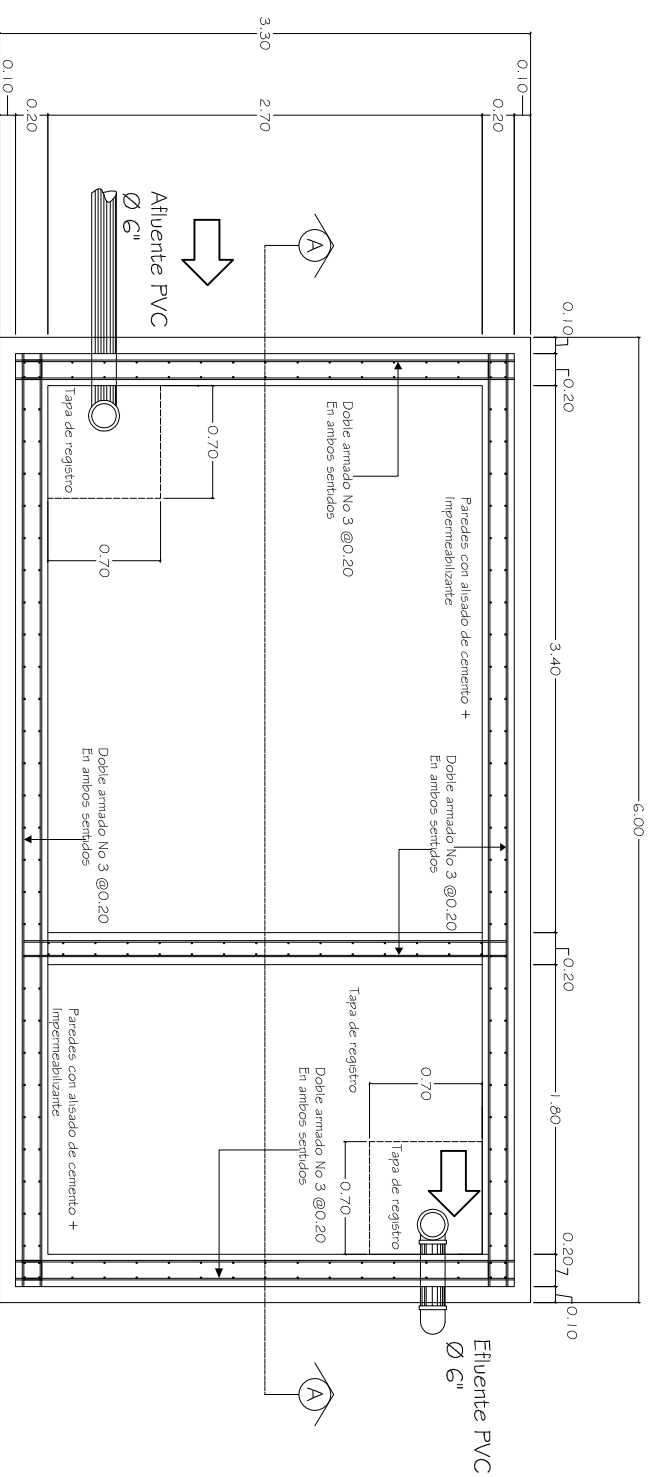 6.00
0.10
0.20
3.40
0.20
1.80
0.20
0.10
0.10
0.20
3.30
2.70
0.20
0.10
Efluente PVC
Ø 6"
Paredes con alisado de cemento +
Impermeabilizante
Doble armado No 3 @0.20
En ambos sentidos
0.70
Tapa de registro
Tapa de registro
0.70
Doble armado No 3 @0.20
En ambos sentidos
Doble armado No 3 @0.20
En ambos sentidos
A
A
Afluente PVC
Ø 6"
0.70
0.70
Tapa de registro
Doble armado No 3 @0.20
En ambos sentidos
Paredes con alisado de cemento +
Impermeabilizante